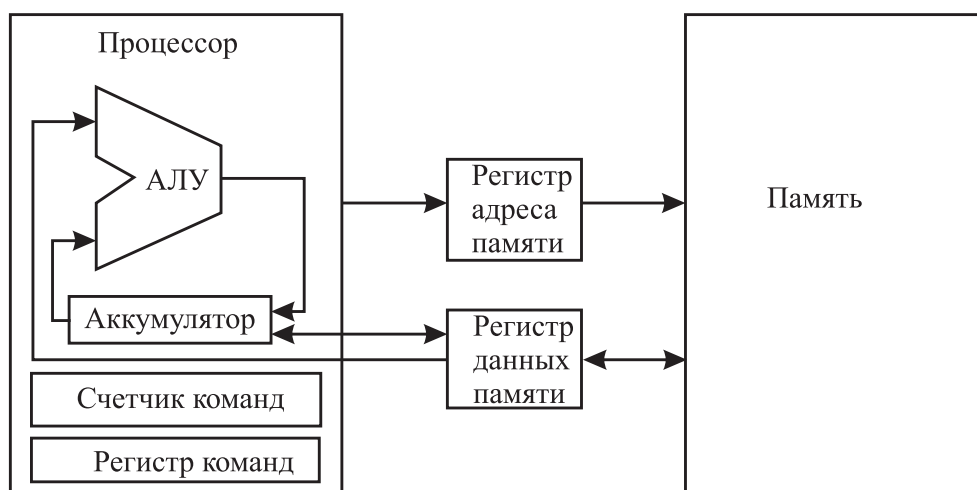 Процессор
АЛУ
Аккумулятор
Счетчик команд
Регистр команд
Регистр
адреса
памяти
Регистр
данных
памяти
Память